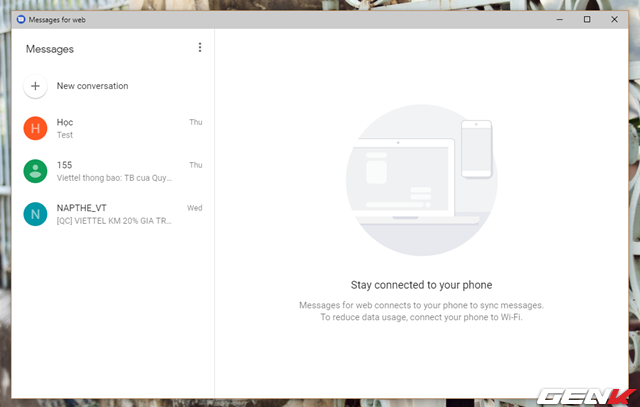 Messages for web
Messages
New conversation
H
Học
Thu
Test
155
Thu
Viettel thong bao: TB cua Quy...
N
NAPTHE_VT
Wed
[QC] VIETTEL KM 20% GIA TR...
Stay connected to your phone
Messages for web connects to your phone to sync messages.
To reduce data usage, connect your phone to Wi-Fi.
GENK